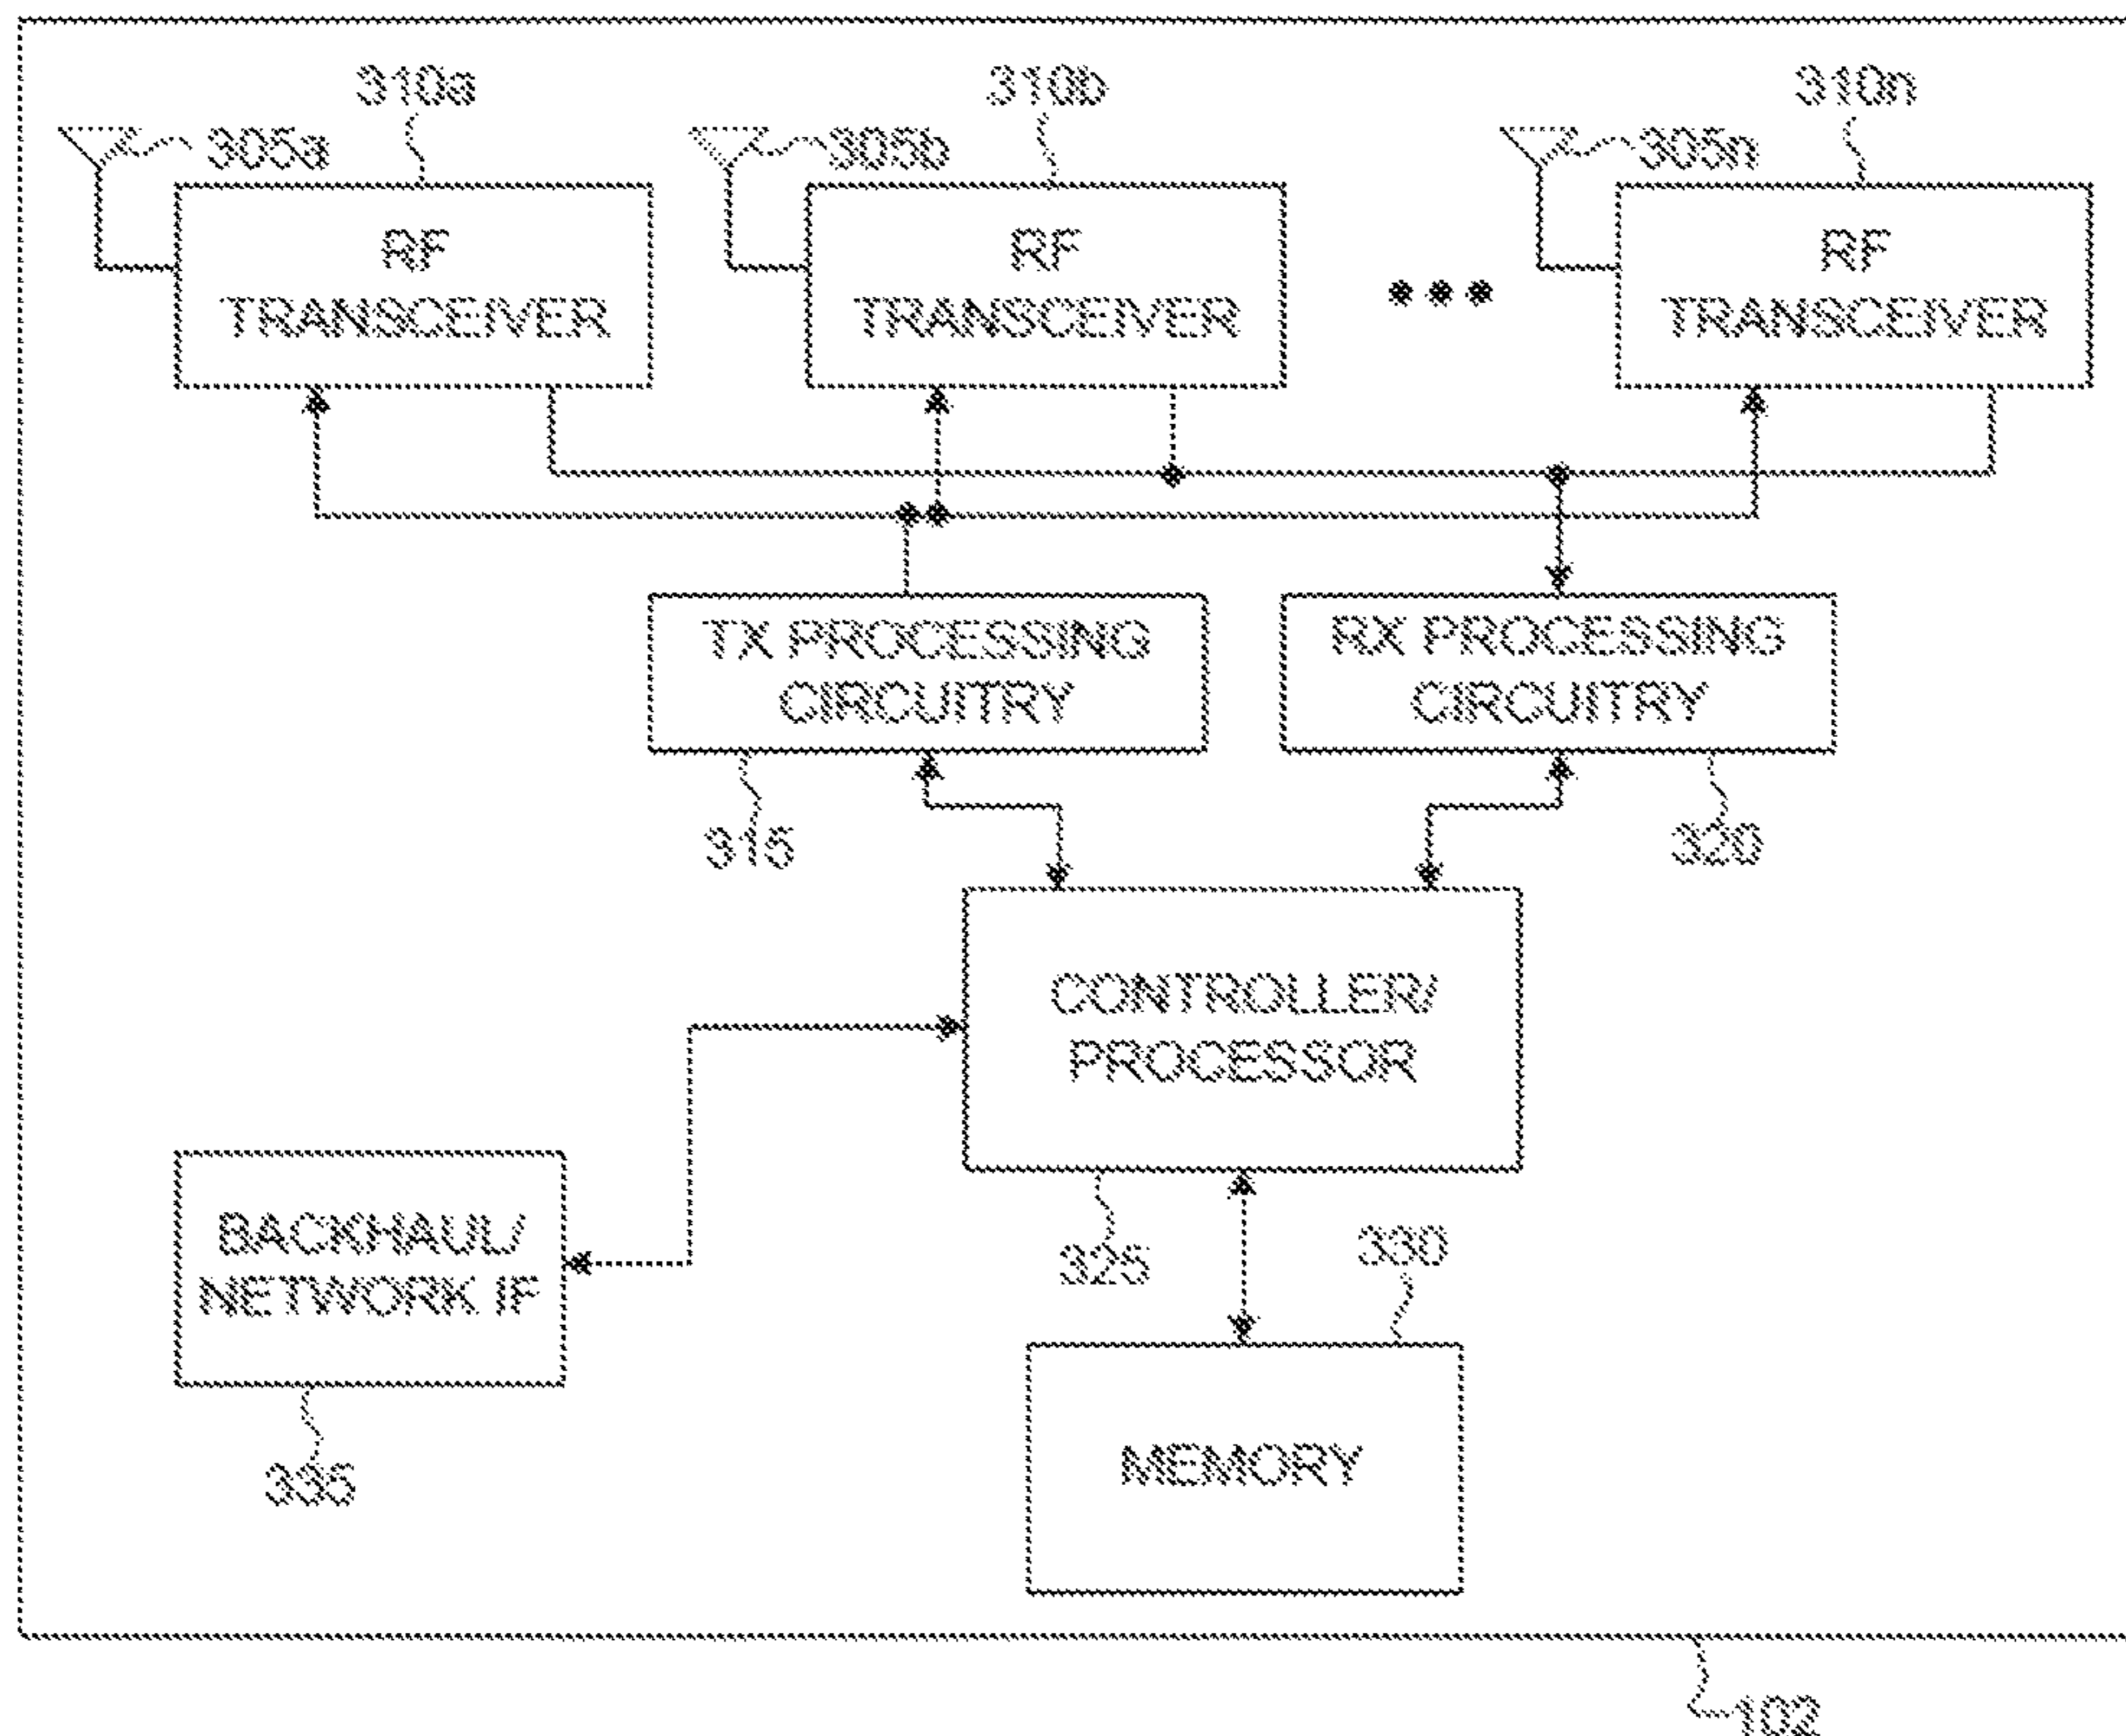 310a
310b
310n
305a
305b
305n
RF
TRANSCEIVER
RF
TRANSCEIVER
RF
TRANSCEIVER
TX PROCESSING
CIRCUITRY
RX PROCESSING
CIRCUITRY
315
320
CONTROLLER/
PROCESSOR
BACKHAUL/
NETWORK IF
325
330
MEMORY
335
102